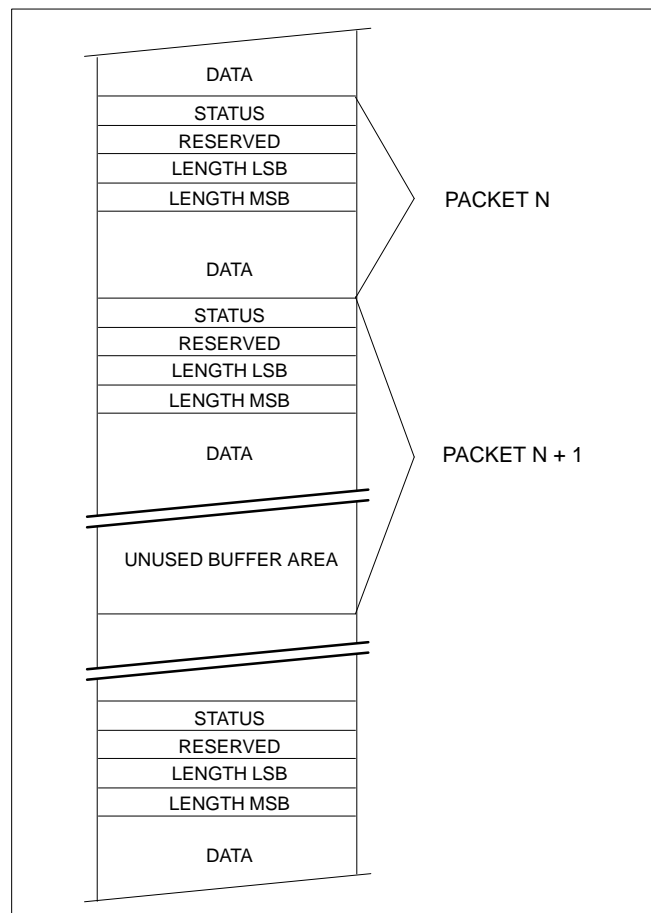 DATA
STATUS
RESERVED
LENGTH LSB
LENGTH MSB
PACKET N
DATA
STATUS
RESERVED
LENGTH LSB
LENGTH MSB
DATA
PACKET N + 1
UNUSED BUFFER AREA
STATUS
RESERVED
LENGTH LSB
LENGTH MSB
DATA